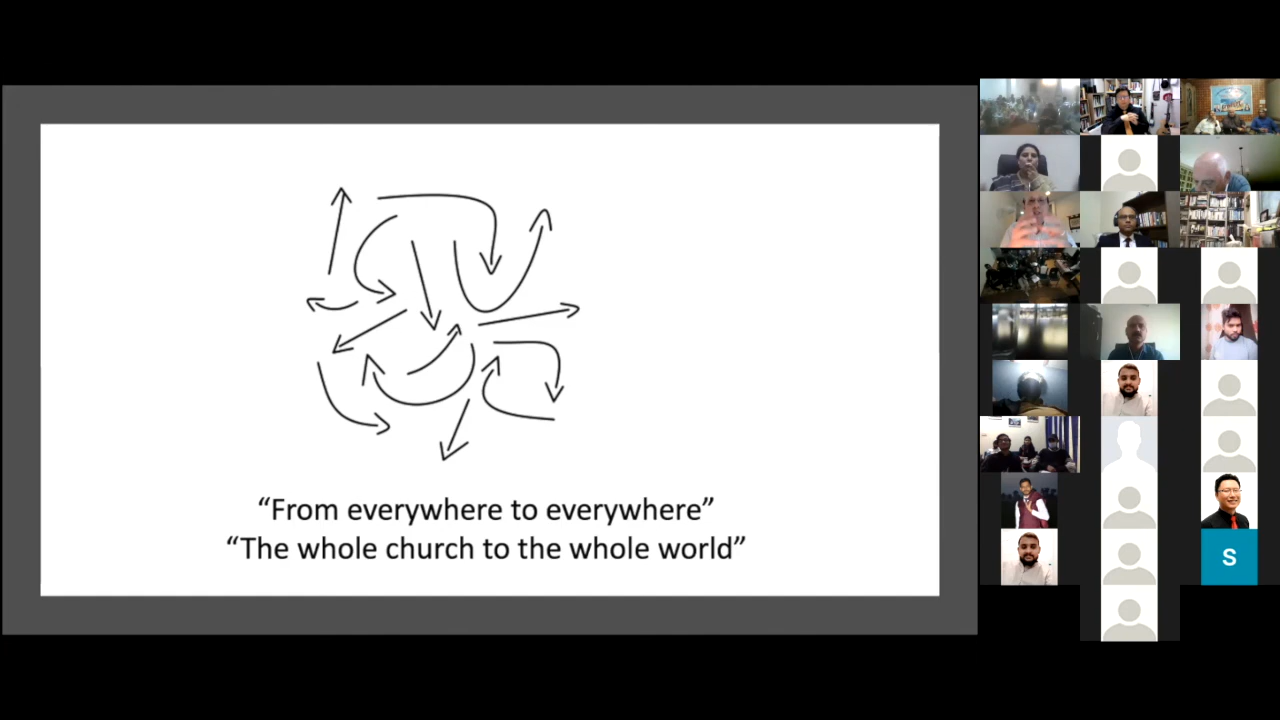 “From everywhere to everywhere”
“The whole church to the whole world”
S